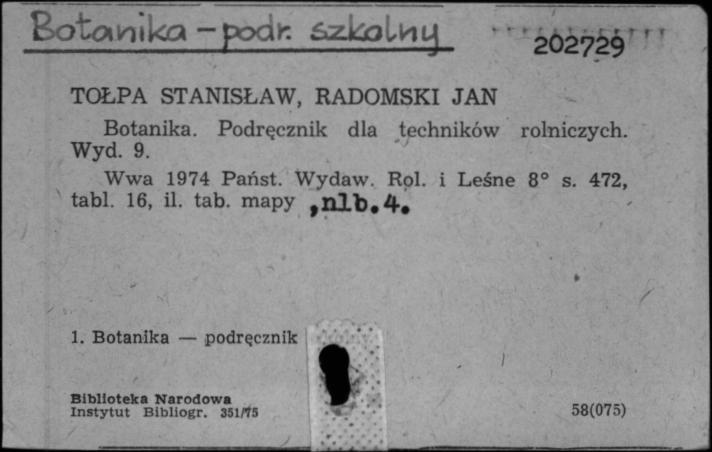 Botanika – podr. szkolny
202729
TOŁPA STANISŁAW, RADOMSKI JAN
Botanika. Podręcznik dla techników rolniczych.
Wyd. 9.
Wwa 1974 Państ. Wydaw. Rol. i Leśne 8° s. 472,
tabl. 16, il. tab. mapy ,nlb.4.
1. Botanika — podręcznik
Biblioteka Narodowa
Instytut Bibliogr. 351/75
58(075)